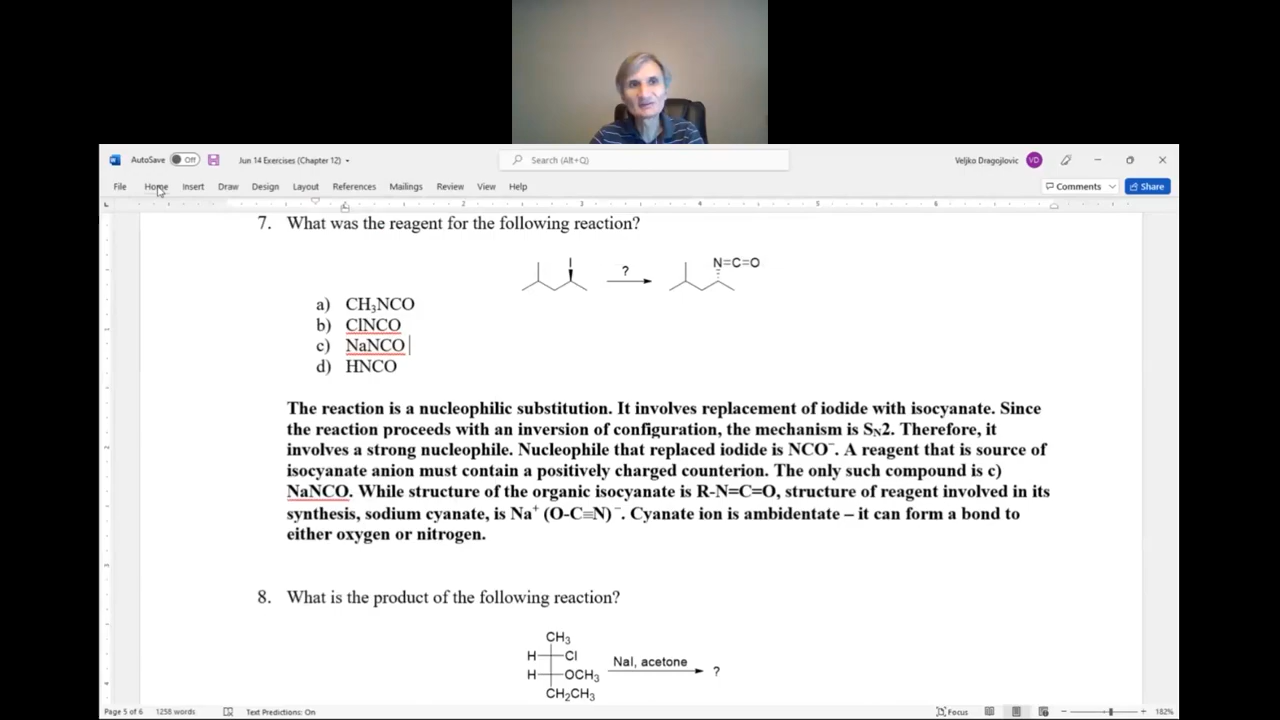 AutoSave Off Jun 14 Exercises (Chapter 12) Search (Alt+Q) Veljko Dragojlovic VD
File Home Insert Draw Design Layout References Mailings Review View Help Comments Share
2 3 4 5 6
7. What was the reagent for the following reaction?
I ? N=C=O
a) CH₃NCO
b) ClNCO
c) NaNCO
d) HNCO
The reaction is a nucleophilic substitution. It involves replacement of iodide with isocyanate. Since
the reaction proceeds with an inversion of configuration, the mechanism is SN2. Therefore, it
involves a strong nucleophile. Nucleophile that replaced iodide is NCO⁻. A reagent that is source of
isocyanate anion must contain a positively charged counterion. The only such compound is c)
NaNCO. While structure of the organic isocyanate is R-N=C=O, structure of reagent involved in its
synthesis, sodium cyanate, is Na⁺ (O-C≡N)⁻. Cyanate ion is ambidentate – it can form a bond to
either oxygen or nitrogen.
8. What is the product of the following reaction?
CH₃
H Cl NaI, acetone
H OCH₃ ?
CH₂CH₃
Page 5 of 6 1258 words Text Predictions: On Focus 182%